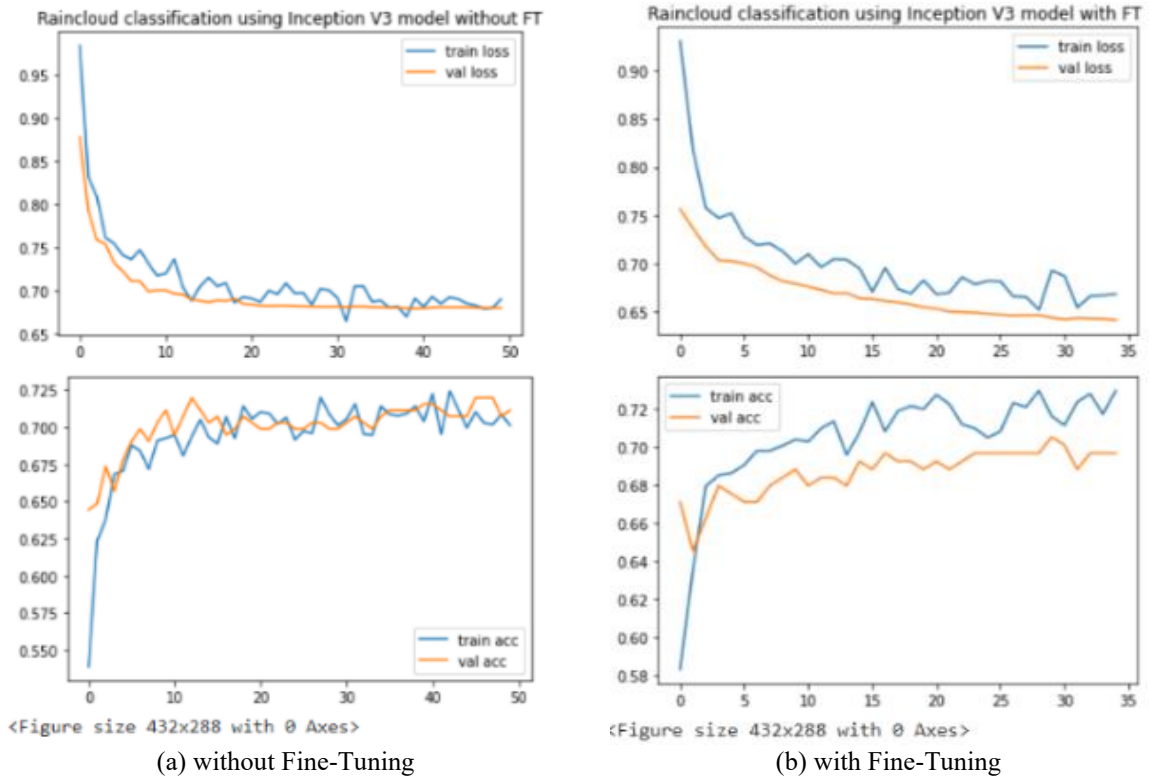 Raincloud classification using Inception V3 model without FT
train loss
val loss
0.95
0.90
0.85
0.80
0.75
0.70
0.65
0 10 20 30 40 50
0.725
0.700
0.675
0.650
0.625
0.600
0.575
0.550
train acc
val acc
0 10 20 30 40 50
<Figure size 432x288 with 0 Axes>
(a) without Fine-Tuning
Raincloud classification using Inception V3 model with FT
train loss
val loss
0.90
0.85
0.80
0.75
0.70
0.65
0 5 10 15 20 25 30 35
train acc
val acc
0.72
0.70
0.68
0.66
0.64
0.62
0.60
0.58
0 5 10 15 20 25 30 35
<Figure size 432x288 with 0 Axes>
(b) with Fine-Tuning